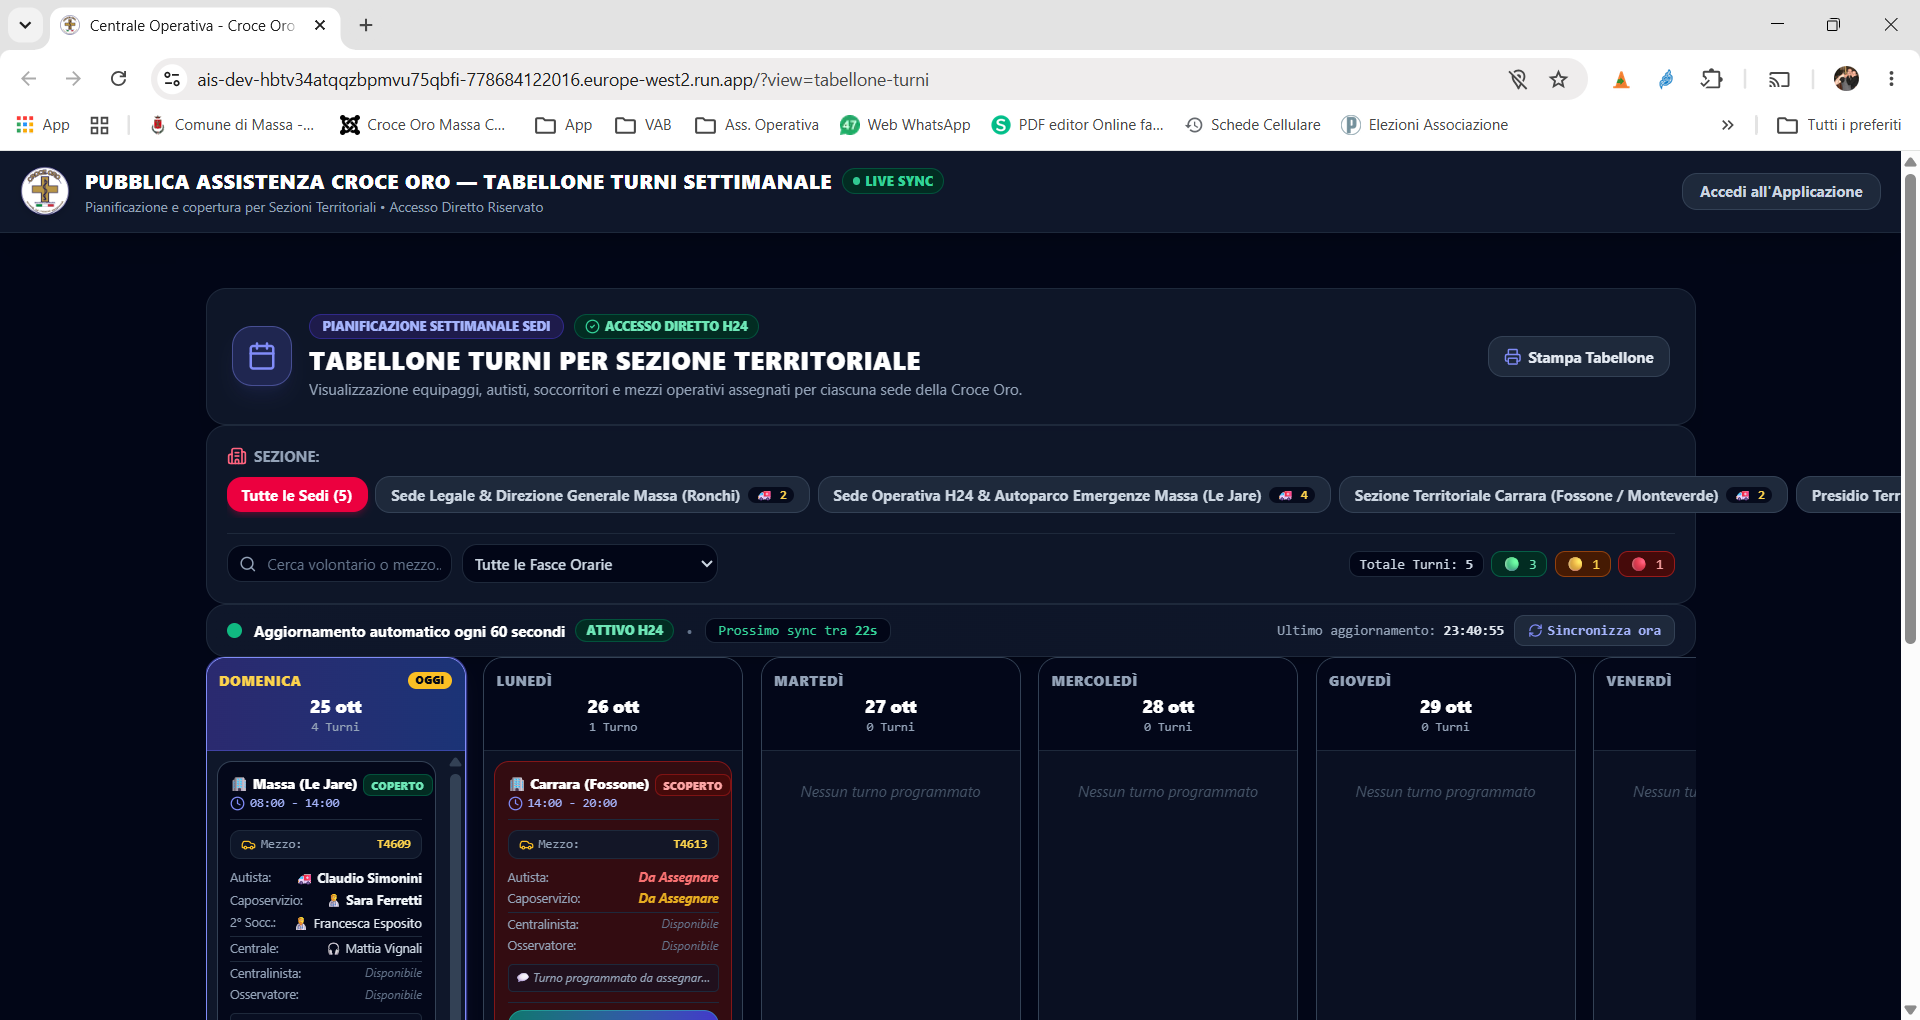 Centrale Operativa - Croce Oro
ais-dev-hbtv34atqqzbpmvu75qbfi-778684122016.europe-west2.run.app/?view=tabellone-turni
App
Comune di Massa -...
Croce Oro Massa C...
App
VAB
Ass. Operativa
47
Web WhatsApp
S
PDF editor Online fa...
Schede Cellulare
Elezioni Associazione
Tutti i preferiti
PUBBLICA ASSISTENZA CROCE ORO — TABELLONE TURNI SETTIMANALE
LIVE SYNC
Pianificazione e copertura per Sezioni Territoriali • Accesso Diretto Riservato
Accedi all'Applicazione
PIANIFICAZIONE SETTIMANALE SEDI
ACCESSO DIRETTO H24
TABELLONE TURNI PER SEZIONE TERRITORIALE
Visualizzazione equipaggi, autisti, soccorritori e mezzi operativi assegnati per ciascuna sede della Croce Oro.
Stampa Tabellone
SEZIONE:
Tutte le Sedi (5)
Sede Legale & Direzione Generale Massa (Ronchi) 2
Sede Operativa H24 & Autoparco Emergenze Massa (Le Jare) 4
Sezione Territoriale Carrara (Fossone / Monteverde) 2
Presidio Terr
Cerca volontario o mezzo..
Tutte le Fasce Orarie
Totale Turni: 5
3
1
1
Aggiornamento automatico ogni 60 secondi
ATTIVO H24
•
Prossimo sync tra 22s
Ultimo aggiornamento: 23:40:55
Sincronizza ora
DOMENICA
OGGI
25 ott
4 Turni
LUNEDÌ
26 ott
1 Turno
MARTEDÌ
27 ott
0 Turni
MERCOLEDÌ
28 ott
0 Turni
GIOVEDÌ
29 ott
0 Turni
VENERDÌ
Massa (Le Jare)
COPERTO
08:00 - 14:00
Mezzo: T4609
Autista: Claudio Simonini
Caposervizio: Sara Ferretti
2° Socc.: Francesca Esposito
Centrale: Mattia Vignali
Centralinista: Disponibile
Osservatore: Disponibile
Carrara (Fossone)
SCOPERTO
14:00 - 20:00
Mezzo: T4613
Autista: Da Assegnare
Caposervizio: Da Assegnare
Centralinista: Disponibile
Osservatore: Disponibile
Turno programmato da assegnar...
Nessun turno programmato
Nessun turno programmato
Nessun turno programmato
Nessun tu